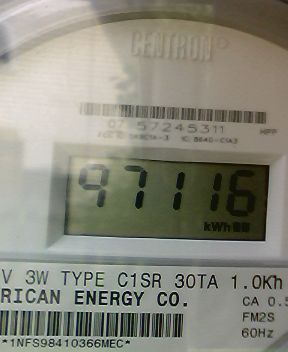 CENTRON®
07 57245311
HPP
97116
kWh
V 3W TYPE C1SR 30TA 1.0Kh
RICAN ENERGY CO.
CA 0.5
FM2S
60Hz
*1NFS98410366MEC*